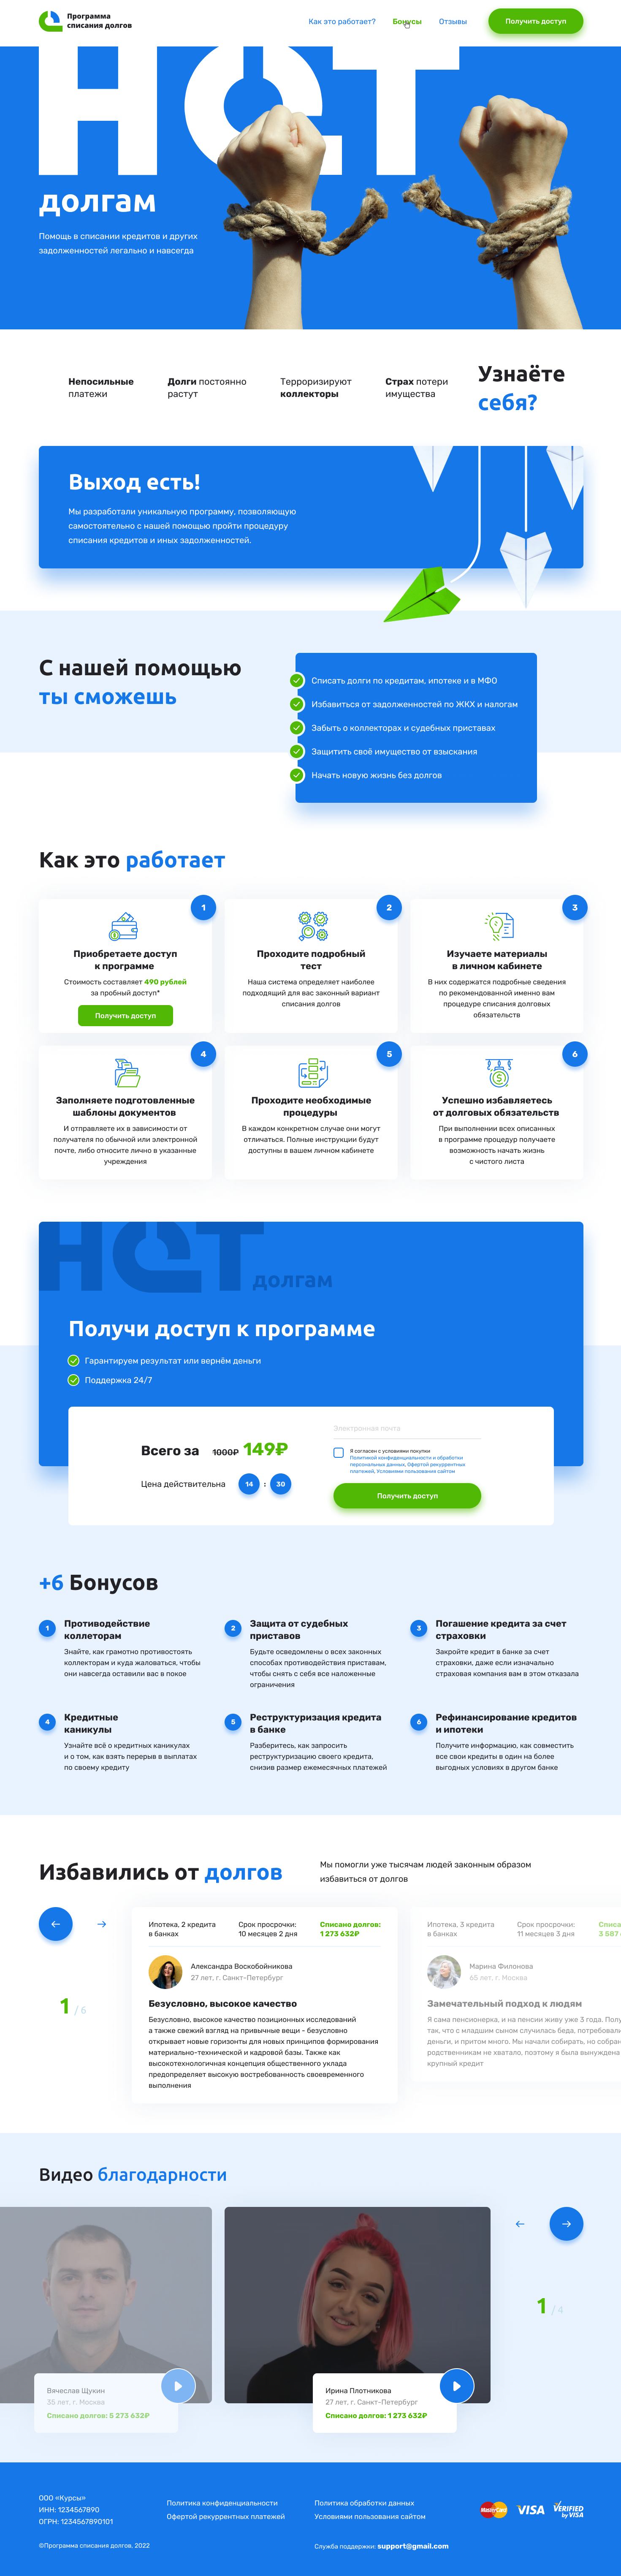 Программа
списания долгов
Как это работает?
Бонусы
Отзывы
Получить доступ
НЕТ
долгам
Помощь в списании кредитов и других
задолженностей легально и навсегда
Непосильные
платежи
Долги постоянно
растут
Терроризируют
коллекторы
Страх потери
имущества
Узнаёте
себя?
Выход есть!
Мы разработали уникальную программу, позволяющую
самостоятельно с нашей помощью пройти процедуру
списания кредитов и иных задолженностей.
С нашей помощью
ты сможешь
Списать долги по кредитам, ипотеке и в МФО
Избавиться от задолженностей по ЖКХ и налогам
Забыть о коллекторах и судебных приставах
Защитить своё имущество от взыскания
Начать новую жизнь без долгов
Как это работает
1
Приобретаете доступ
к программе
Стоимость составляет 490 рублей
за пробный доступ*
Получить доступ
2
Проходите подробный
тест
Наша система определяет наиболее
подходящий для вас законный вариант
списания долгов
3
Изучаете материалы
в личном кабинете
В них содержатся подробные сведения
по рекомендованной именно вам
процедуре списания долговых
обязательств
4
Заполняете подготовленные
шаблоны документов
И отправляете их в зависимости от
получателя по обычной или электронной
почте, либо относите лично в указанные
учреждения
5
Проходите необходимые
процедуры
В каждом конкретном случае они могут
отличаться. Полные инструкции будут
доступны в вашем личном кабинете
6
Успешно избавляетесь
от долговых обязательств
При выполнении всех описанных
в программе процедур получаете
возможность начать жизнь
с чистого листа
НЕТ
долгам
Получи доступ к программе
Гарантируем результат или вернём деньги
Поддержка 24/7
Всего за 1000₽ 149₽
Цена действительна 14 : 30
Электронная почта
Я согласен с условиями покупки
Политикой конфиденциальности и обработки
персональных данных, Офертой рекуррентных
платежей, Условиями пользования сайтом
Получить доступ
+6 Бонусов
1
Противодействие
коллеторам
Знайте, как грамотно противостоять
коллекторам и куда жаловаться, чтобы
они навсегда оставили вас в покое
2
Защита от судебных
приставов
Будьте осведомлены о всех законных
способах противодействия приставам,
чтобы снять с себя все наложенные
ограничения
3
Погашение кредита за счет
страховки
Закройте кредит в банке за счет
страховки, даже если изначально
страховая компания вам в этом отказала
4
Кредитные
каникулы
Узнайте всё о кредитных каникулах
и о том, как взять перерыв в выплатах
по своему кредиту
5
Реструктуризация кредита
в банке
Разберитесь, как запросить
реструктуризацию своего кредита,
снизив размер ежемесячных платежей
6
Рефинансирование кредитов
и ипотеки
Получите информацию, как совместить
все свои кредиты в один на более
выгодных условиях в другом банке
Избавились от долгов
Мы помогли уже тысячам людей законным образом
избавиться от долгов
1 / 6
Ипотека, 2 кредита
в банках
Срок просрочки:
10 месяцев 2 дня
Списано долгов:
1 273 632₽
Александра Воскобойникова
27 лет, г. Санкт-Петербург
Безусловно, высокое качество
Безусловно, высокое качество позиционных исследований
а также свежий взгляд на привычные вещи - безусловно
открывает новые горизонты для новых принципов формирования
материально-технической и кадровой базы. Также как
высокотехнологичная концепция общественного уклада
предопределяет высокую востребованность своевременного
выполнения
Ипотека, 3 кредита
в банках
Срок просрочки:
11 месяцев 3 дня
Списа
3 587
Марина Филонова
65 лет, г. Москва
Замечательный подход к людям
Я сама пенсионерка, и на пенсии живу уже 3 года. Полу
так, что с младшим сыном случилась беда, потребовали
деньги, и притом много. Мы начали собирать, но собран
родственникам не хватало, поэтому я была вынуждена
крупный кредит
Видео благодарности
Вячеслав Щукин
35 лет, г. Москва
Списано долгов: 5 273 632₽
Ирина Плотникова
27 лет, г. Санкт-Петербург
Списано долгов: 1 273 632₽
1 / 4
ООО «Курсы»
ИНН: 1234567890
ОГРН: 1234567890101
©Программа списания долгов, 2022
Политика конфиденциальности
Офертой рекуррентных платежей
Политика обработки данных
Условиями пользования сайтом
Служба поддержки: support@gmail.com
MasterCard
VISA
VERIFIED
by VISA